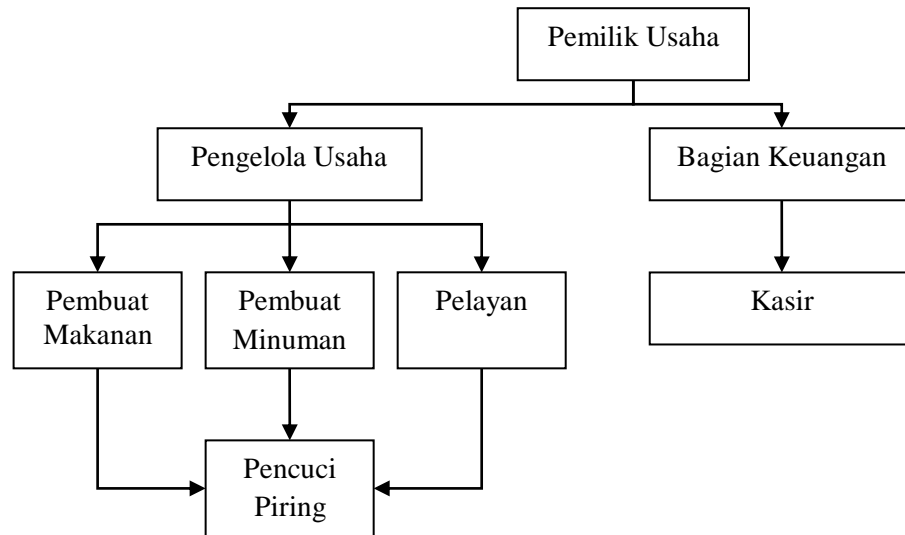 Pemilik Usaha
Pengelola Usaha
Bagian Keuangan
Pembuat
Makanan
Pembuat
Minuman
Pelayan
Kasir
Pencuci
Piring